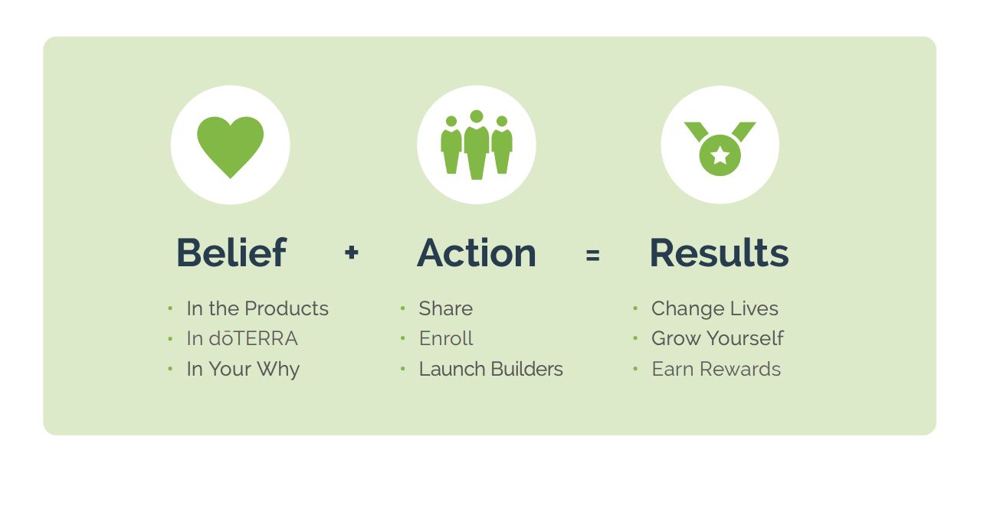 Belief + Action = Results
• In the Products
• In dōTERRA
• In Your Why
• Share
• Enroll
• Launch Builders
• Change Lives
• Grow Yourself
• Earn Rewards